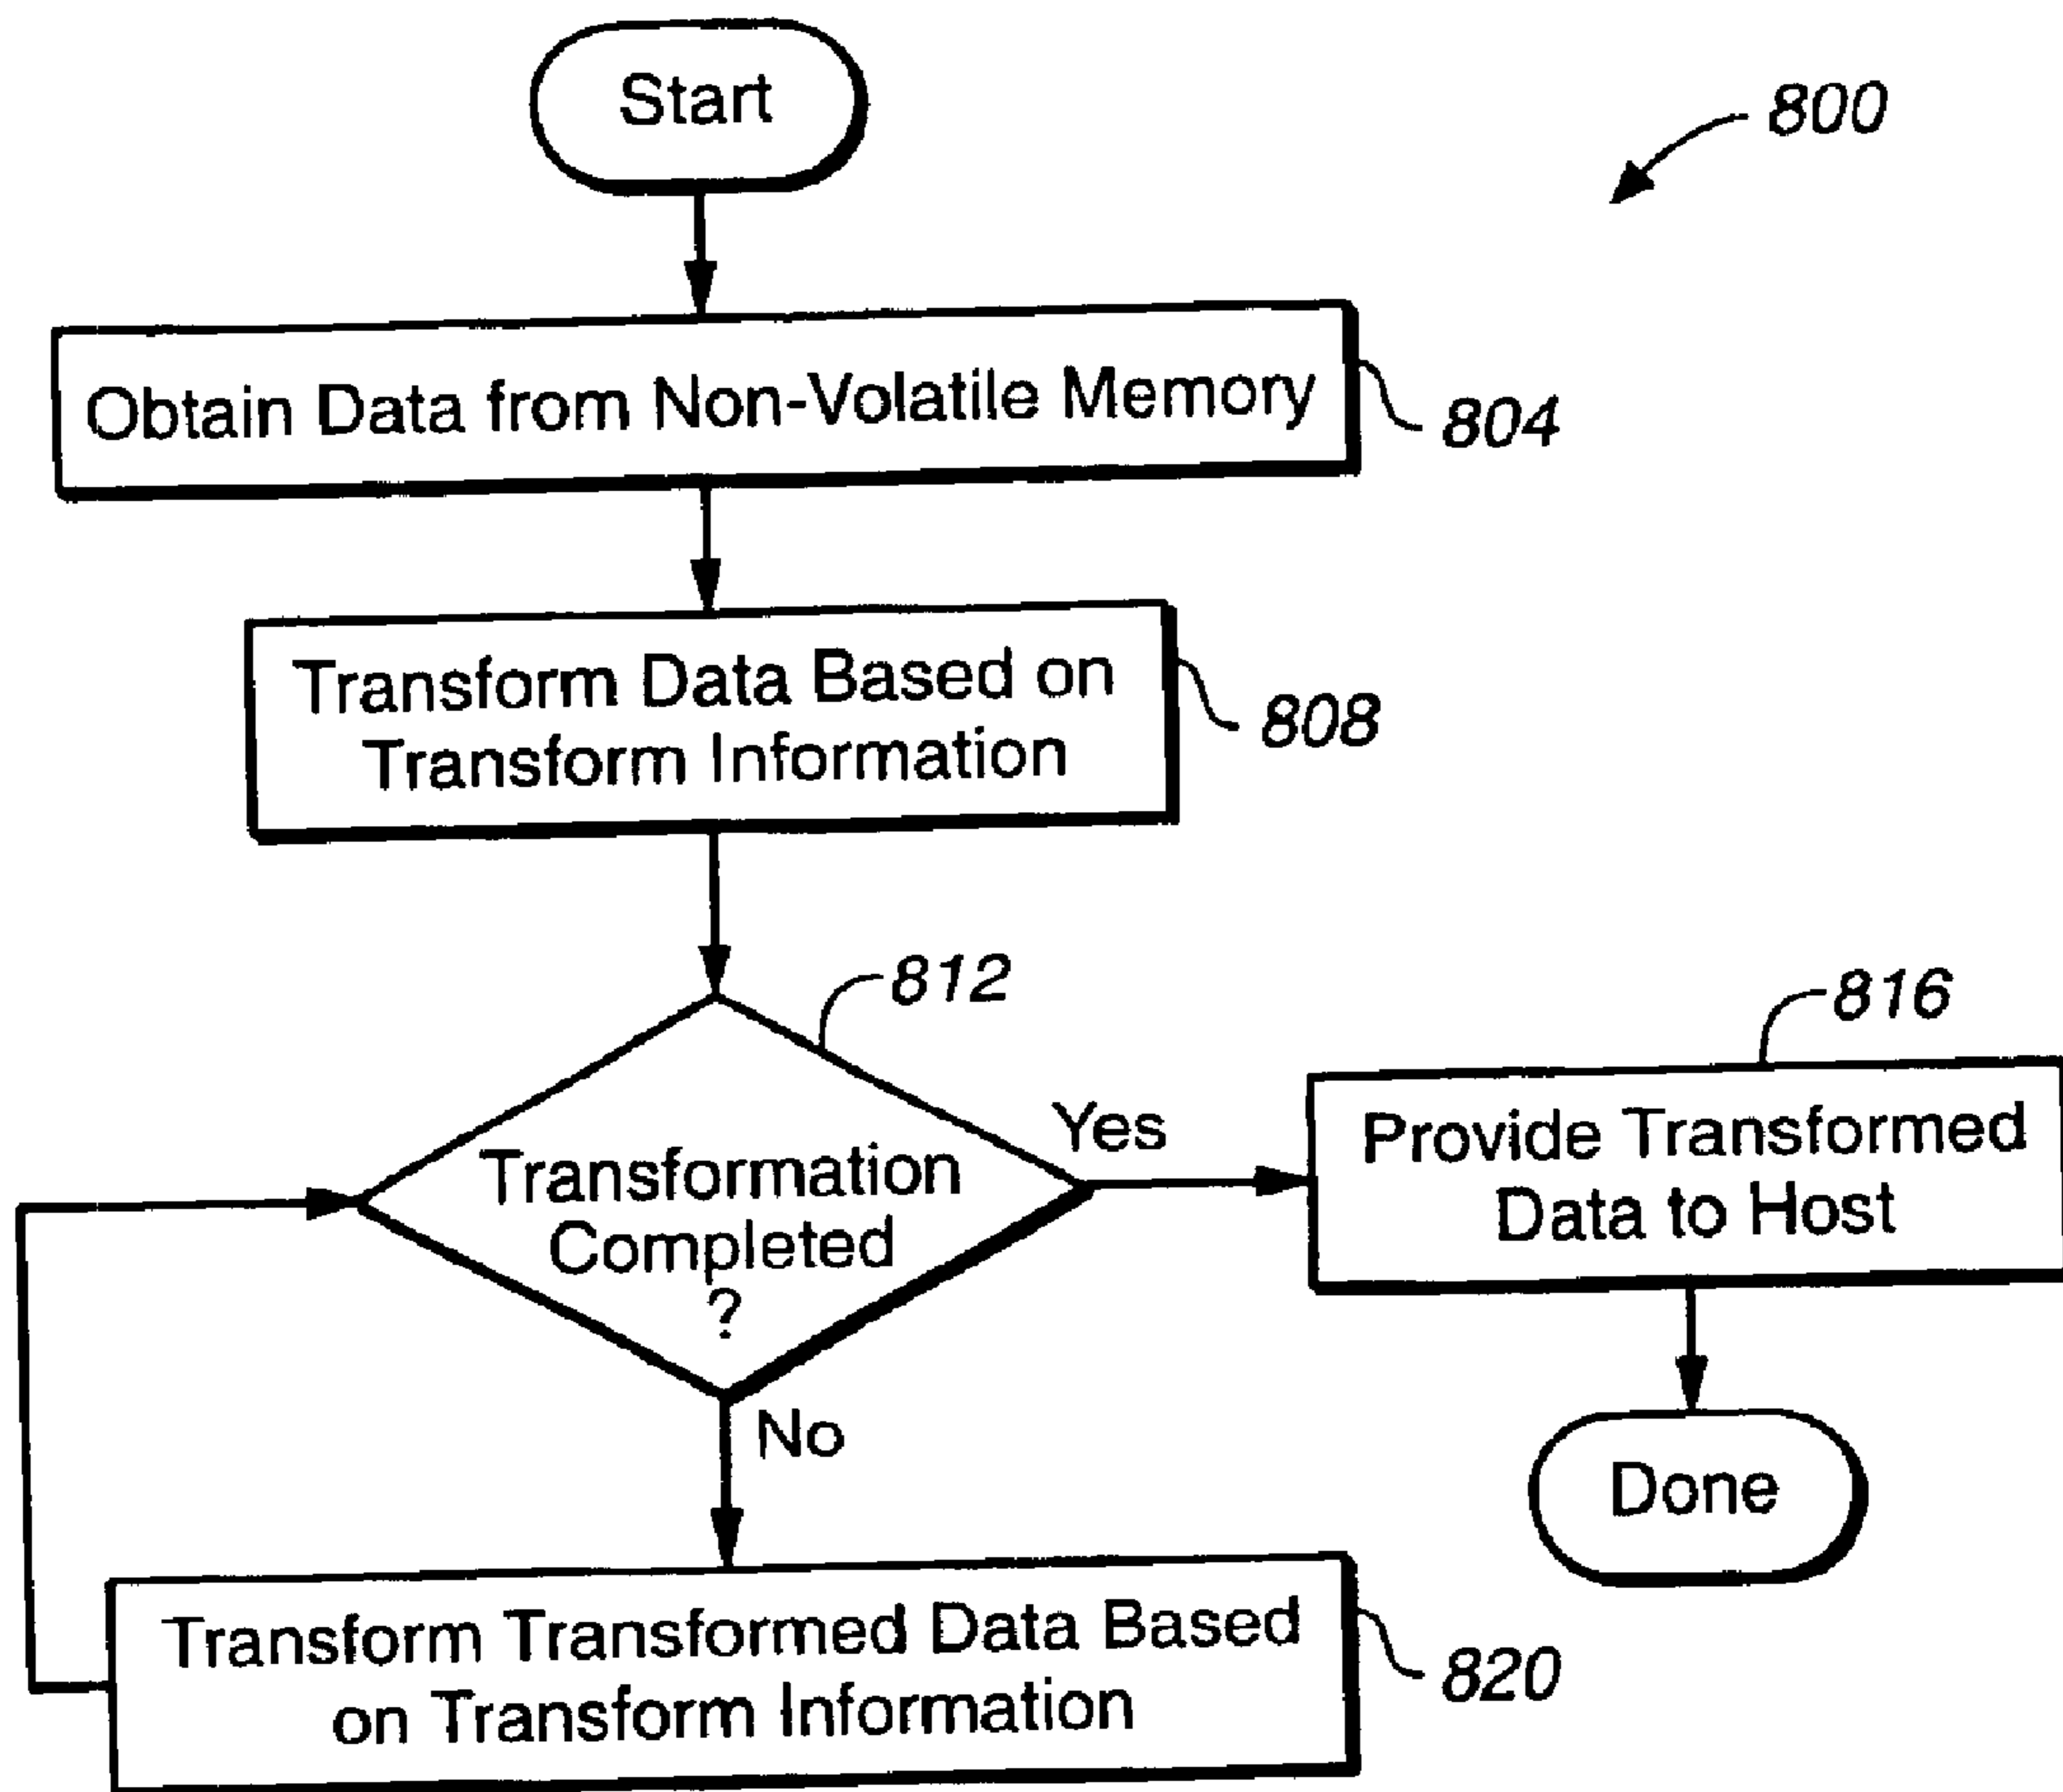 Start
800
Obtain Data from Non-Volatile Memory
804
Transform Data Based on
Transform Information
808
812
Transformation
Completed
?
Yes
816
Provide Transformed
Data to Host
No
Done
Transform Transformed Data Based
on Transform Information
820